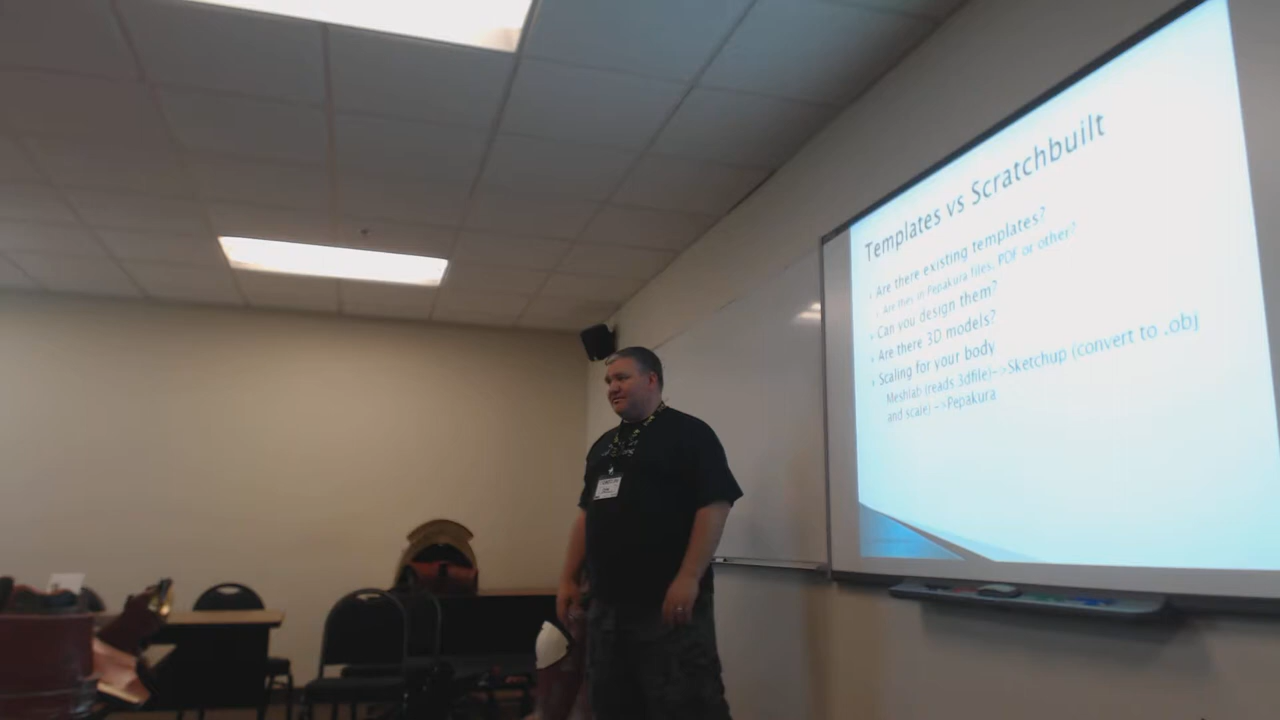 Templates vs Scratchbuilt
Are there existing templates?
Are they in Pepakura files, PDF or other?
Can you design them?
Are there 3D models?
Scaling for your body
Meshlab (reads 3dfile)->Sketchup (convert to .obj
and scale) ->Pepakura